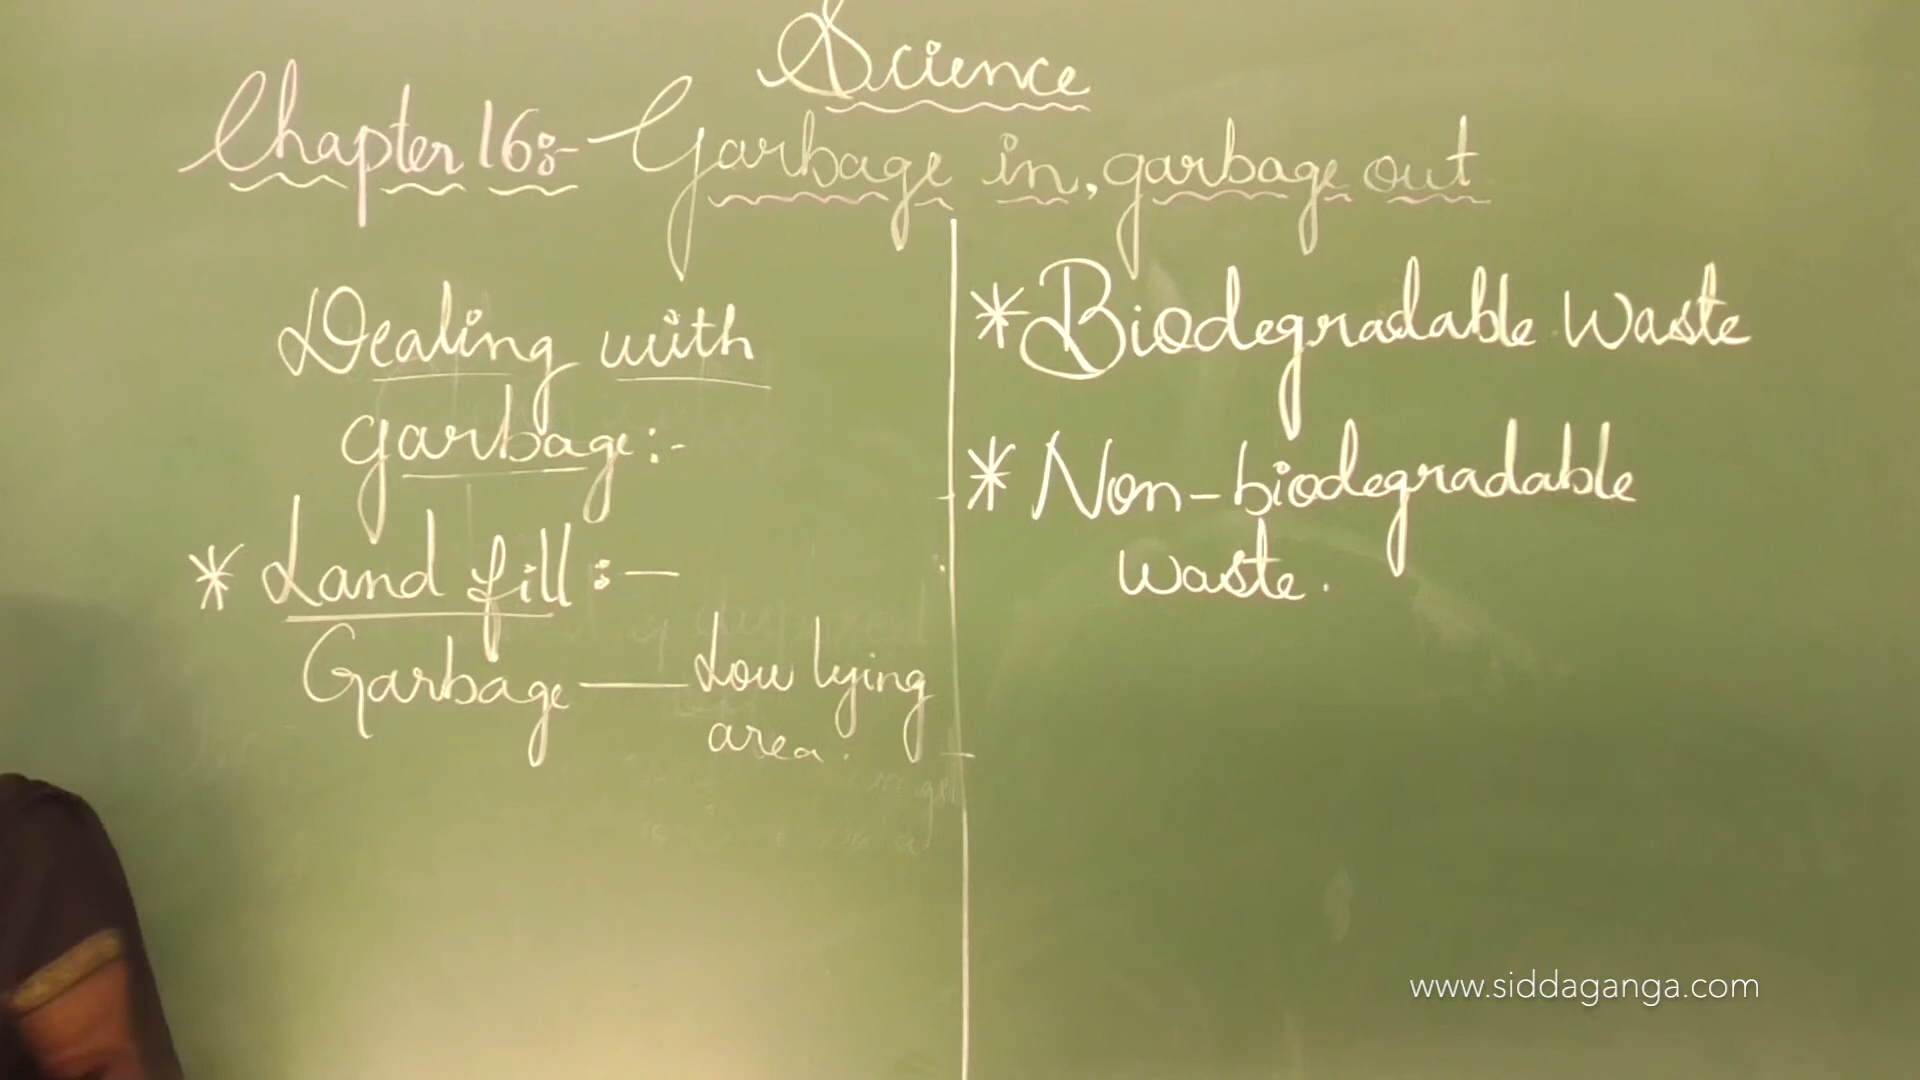 Science
Chapter 16:- Garbage in, garbage out
Dealing with
garbage:-
* Land fill:-
Garbage — Low lying
area.
* Biodegradable Waste
* Non-biodegradable
Waste.
www.siddaganga.com